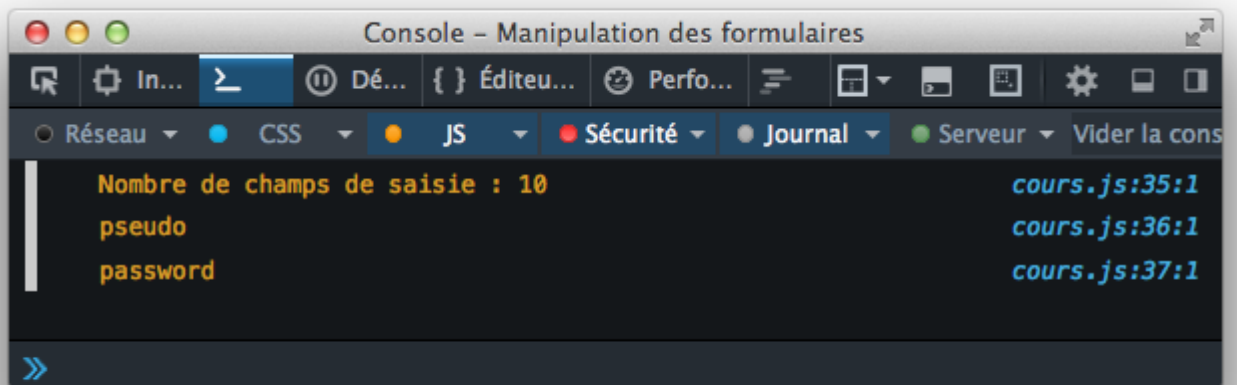 Console – Manipulation des formulaires
In... Dé... { } Éditeu... Perfo...
Réseau CSS JS Sécurité Journal Serveur Vider la cons
Nombre de champs de saisie : 10 cours.js:35:1
pseudo cours.js:36:1
password cours.js:37:1